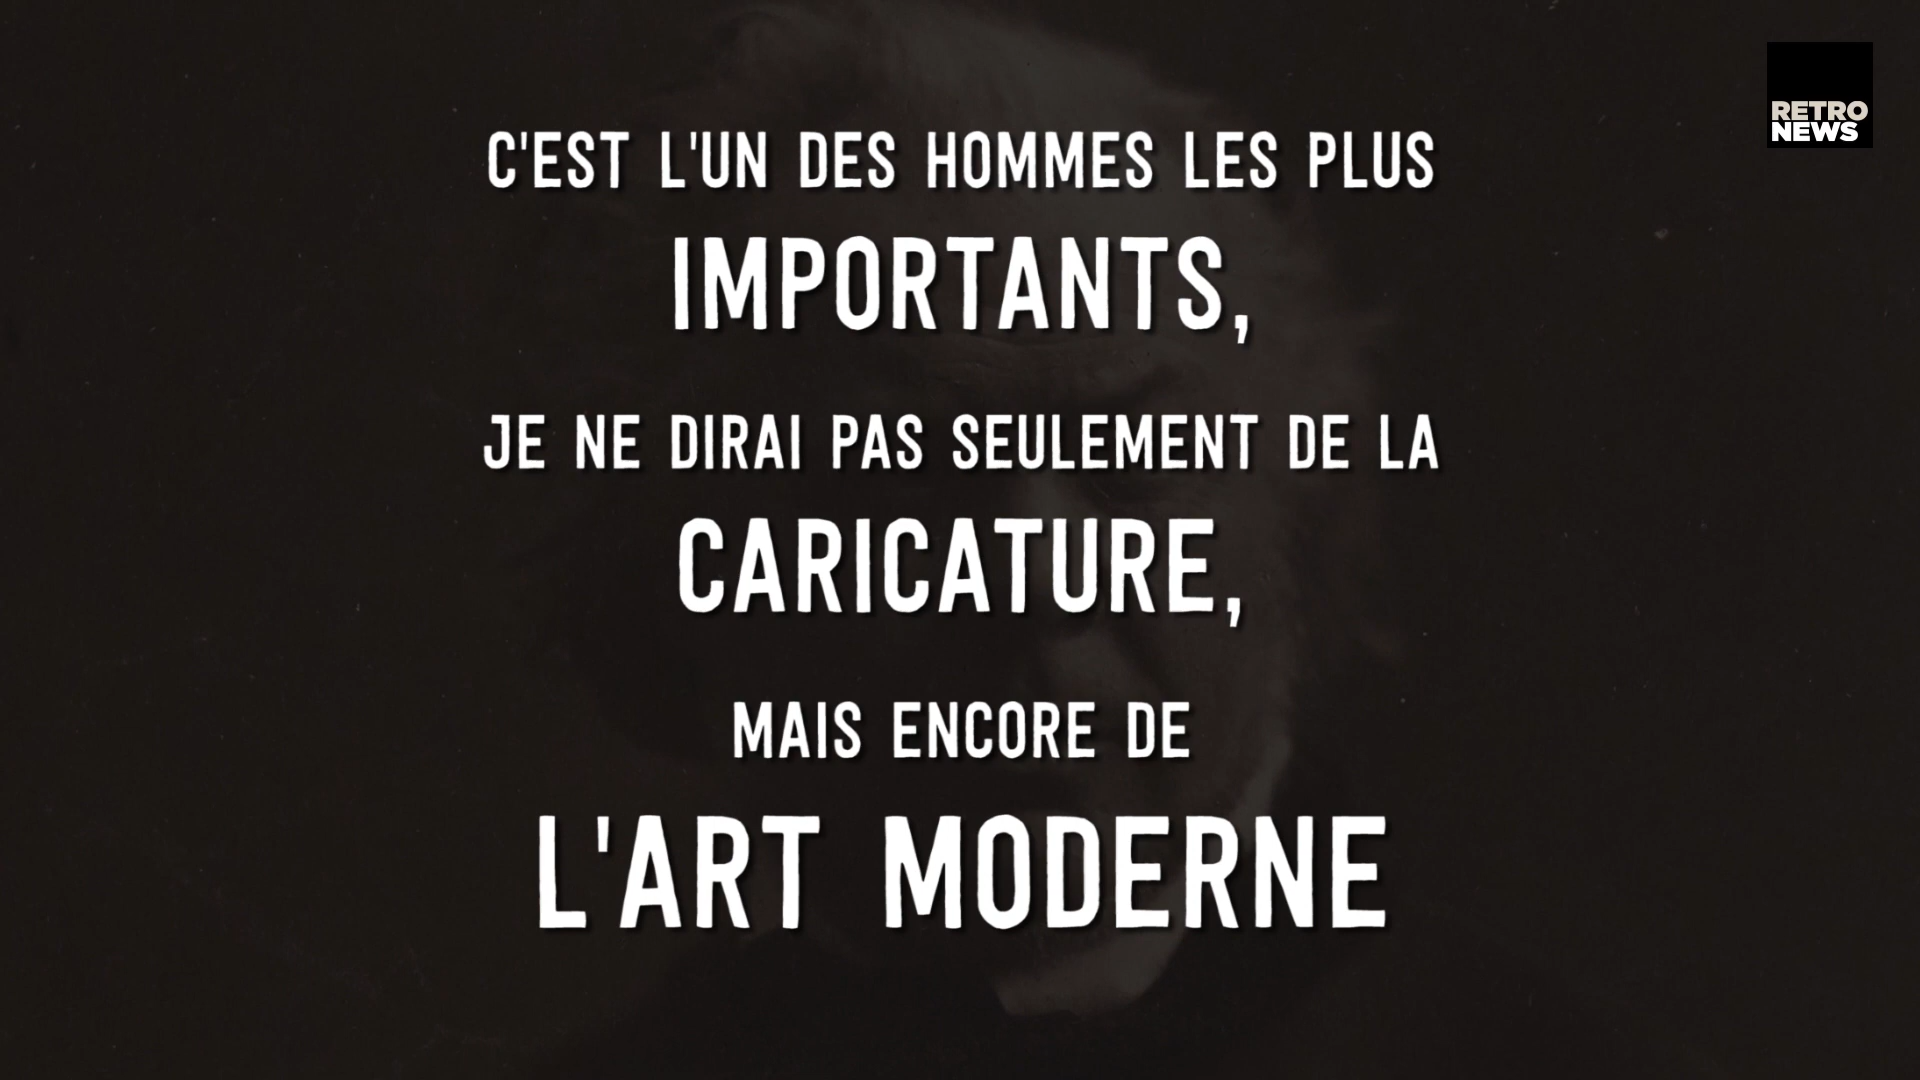 RETRO
NEWS
C'EST L'UN DES HOMMES LES PLUS
IMPORTANTS,
JE NE DIRAI PAS SEULEMENT DE LA
CARICATURE,
MAIS ENCORE DE
L'ART MODERNE